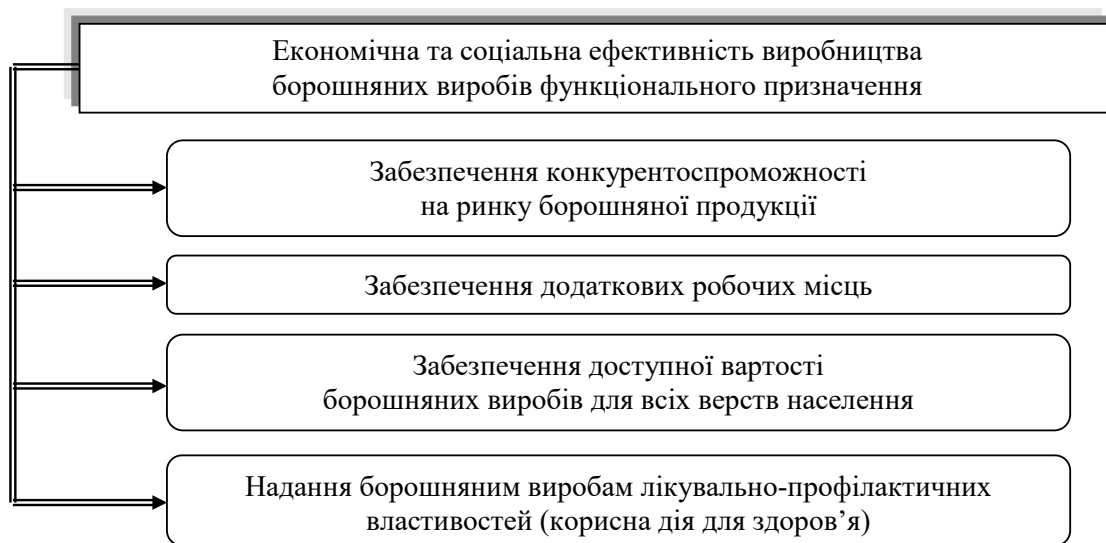 Економічна та соціальна ефективність виробництва
борошняних виробів функціонального призначення
Забезпечення конкурентоспроможності
на ринку борошняної продукції
Забезпечення додаткових робочих місць
Забезпечення доступної вартості
борошняних виробів для всіх верств населення
Надання борошняним виробам лікувально-профілактичних
властивостей (корисна дія для здоров’я)